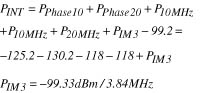 P_INT = P_Phase10 + P_Phase20 + P_10MHz
+P_10MHz + P_20MHz + P_IM3 − 99.2 =
−125.2 − 130.2 − 118 − 118 + P_IM3
P_IM3 = −99.33dBm / 3.84MHz